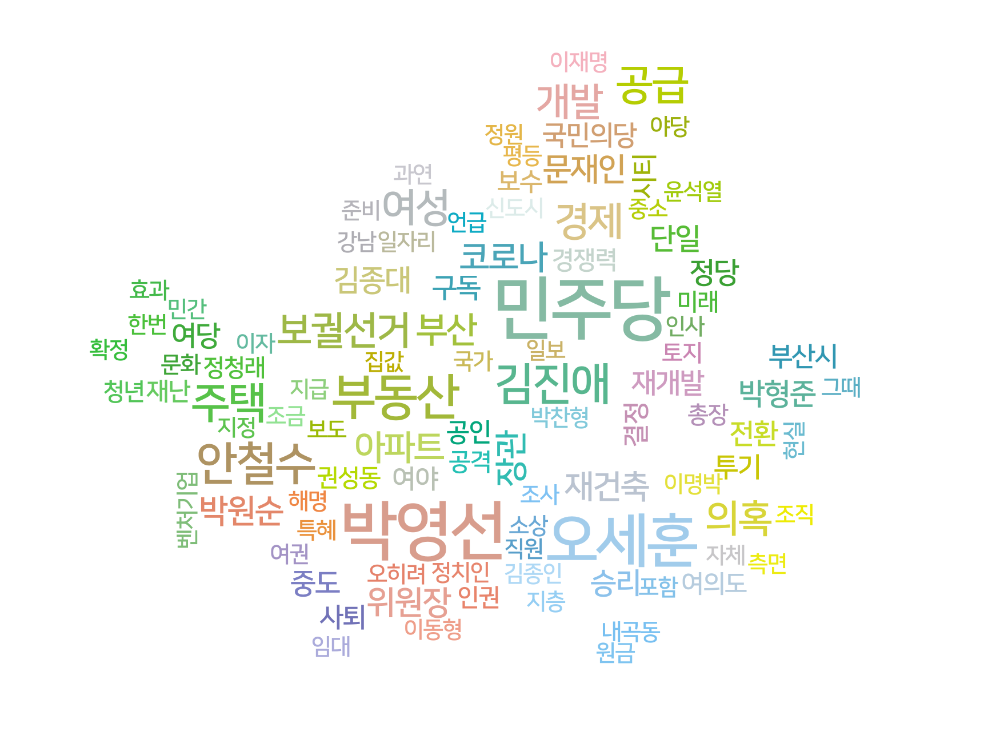 이재명
공급
개발
야당
정원
국민의당
평등
문재인
시티
과연
보수
윤석열
여성
신도시
중소
준비
언급
경제
강남
일자리
단일
코로나
경쟁력
김종대
정당
구독
민주당
효과
미래
민간
한번
보궐선거
부산
인사
여당
이자
확정
일보
토지
부산시
문화
정청래
집값
국가
김진애
청년
재난
주택
지급
부동산
재개발
박형준
그때
지정
조금
박찬형
결정
총장
보도
공인
장관
전환
현실
안철수
아파트
공격
투기
벤처기업
권성동
여야
재건축
이명박
박원순
해명
조사
의혹
조직
박영선
특혜
소상
오세훈
여권
직원
자체
측면
중도
오히려
정치인
김종인
승리
포함
여의도
위원장
인권
지층
사퇴
이동형
내곡동
임대
원금